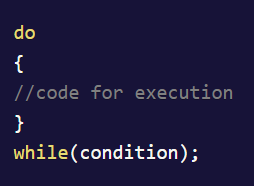 do
{
//code for execution
}
while(condition);